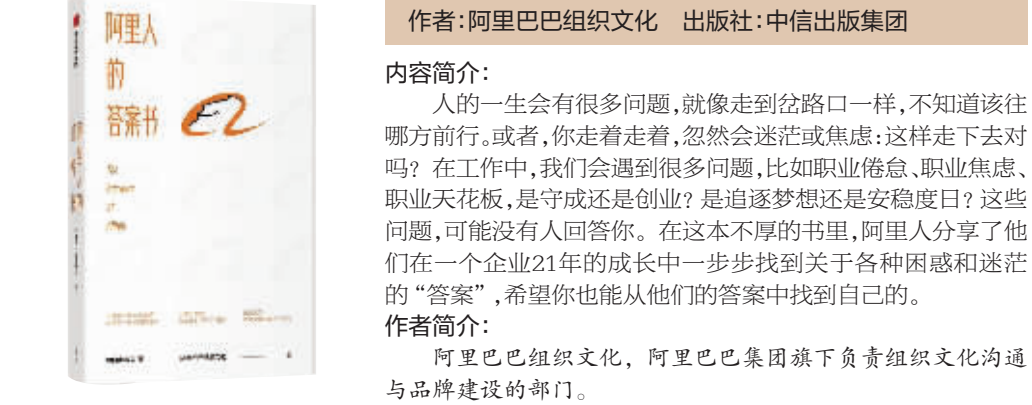 阿里人
的
答案书
作者：阿里巴巴组织文化　出版社：中信出版集团
内容简介：
人的一生会有很多问题，就像走到岔路口一样，不知道该往
哪方前行。或者，你走着走着，忽然会迷茫或焦虑：这样走下去对
吗？在工作中，我们会遇到很多问题，比如职业倦怠、职业焦虑、
职业天花板，是守成还是创业？是追逐梦想还是安稳度日？这些
问题，可能没有人回答你。在这本不厚的书里，阿里人分享了他
们在一个企业21年的成长中一步步找到关于各种困惑和迷茫
的“答案”，希望你也能从他们的答案中找到自己的。
作者简介：
阿里巴巴组织文化，阿里巴巴集团旗下负责组织文化沟通
与品牌建设的部门。